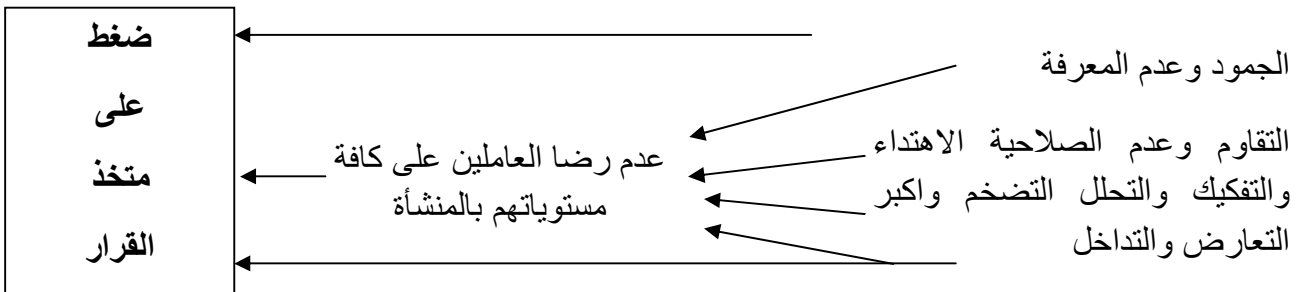 ضغط
على
متخذ
القرار
الجمود وعدم المعرفة
التقاوم وعدم الصلاحية الاهتداء
والتفكيك والتحلل التضخم واكبر
التعارض والتداخل
عدم رضا العاملين على كافة
مستوياتهم بالمنشأة